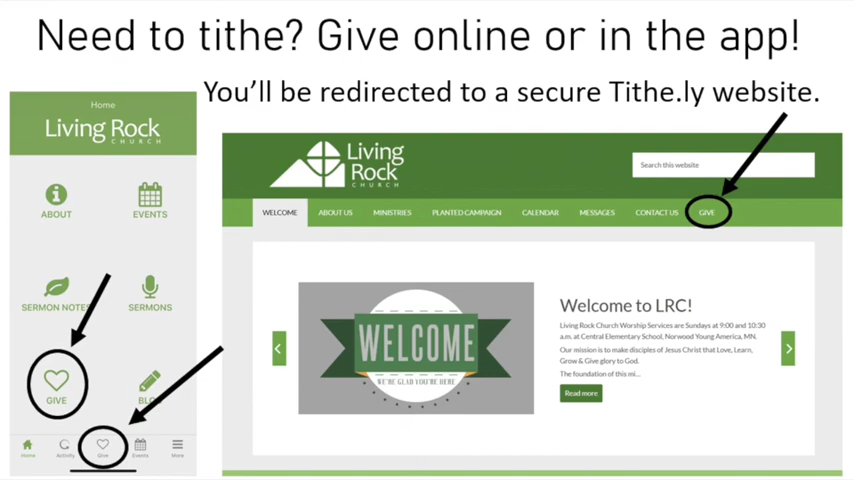 Need to tithe? Give online or in the app!
You'll be redirected to a secure Tithe.ly website.
Home
Living Rock
CHURCH
ABOUT
EVENTS
SERMON NOTES
SERMONS
GIVE
BLO
Home
Activity
Give
Events
More
Living
Rock
CHURCH
Search this website
WELCOME
ABOUT US
MINISTRIES
PLANTED CAMPAIGN
CALENDAR
MESSAGES
CONTACT US
GIVE
WELCOME
WE'RE GLAD YOU'RE HERE
Welcome to LRC!
Living Rock Church Worship Services are Sundays at 9:00 and 10:30
a.m. at Central Elementary School, Norwood Young America, MN.
Our mission is to make disciples of Jesus Christ that Love, Learn,
Grow & Give glory to God.
The foundation of this mi...
Read more